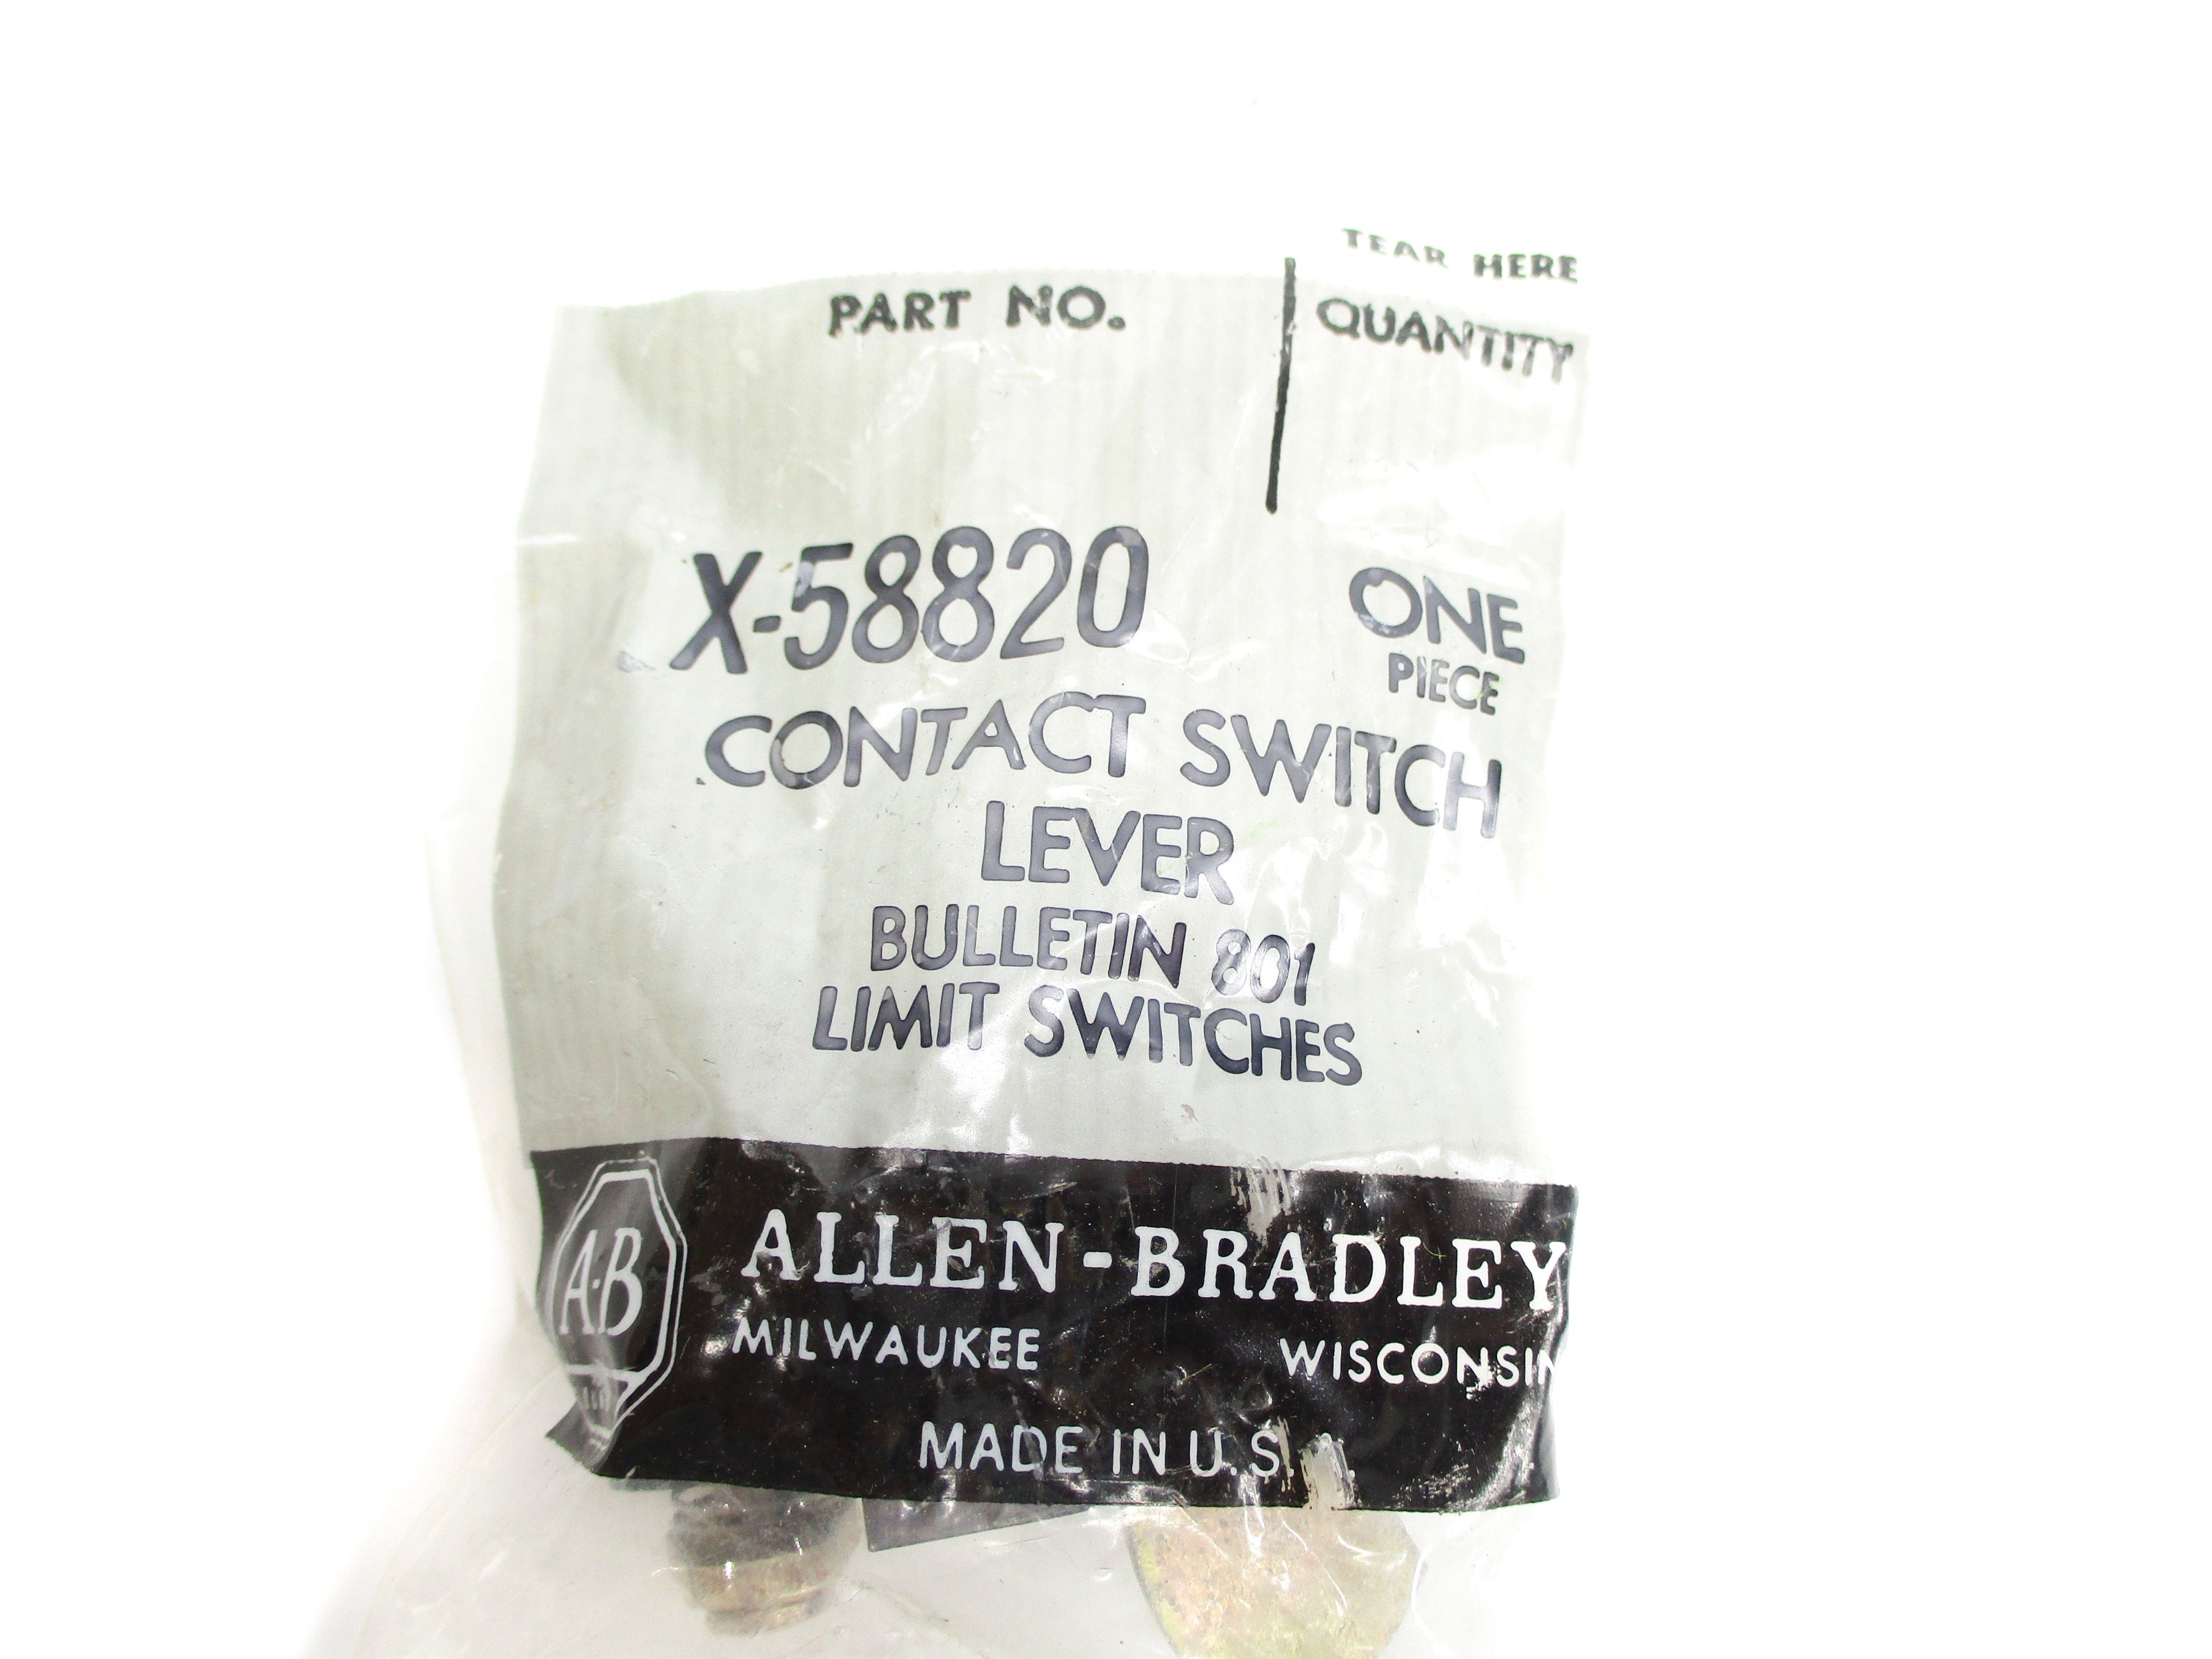 TEAR HERE
PART NO.
QUANTITY
X-58820
ONE
PIECE
CONTACT SWITCH
LEVER
BULLETIN 801
LIMIT SWITCHES
A-B
ALLEN-BRADLEY
MILWAUKEE WISCONSIN
MADE IN U.S.